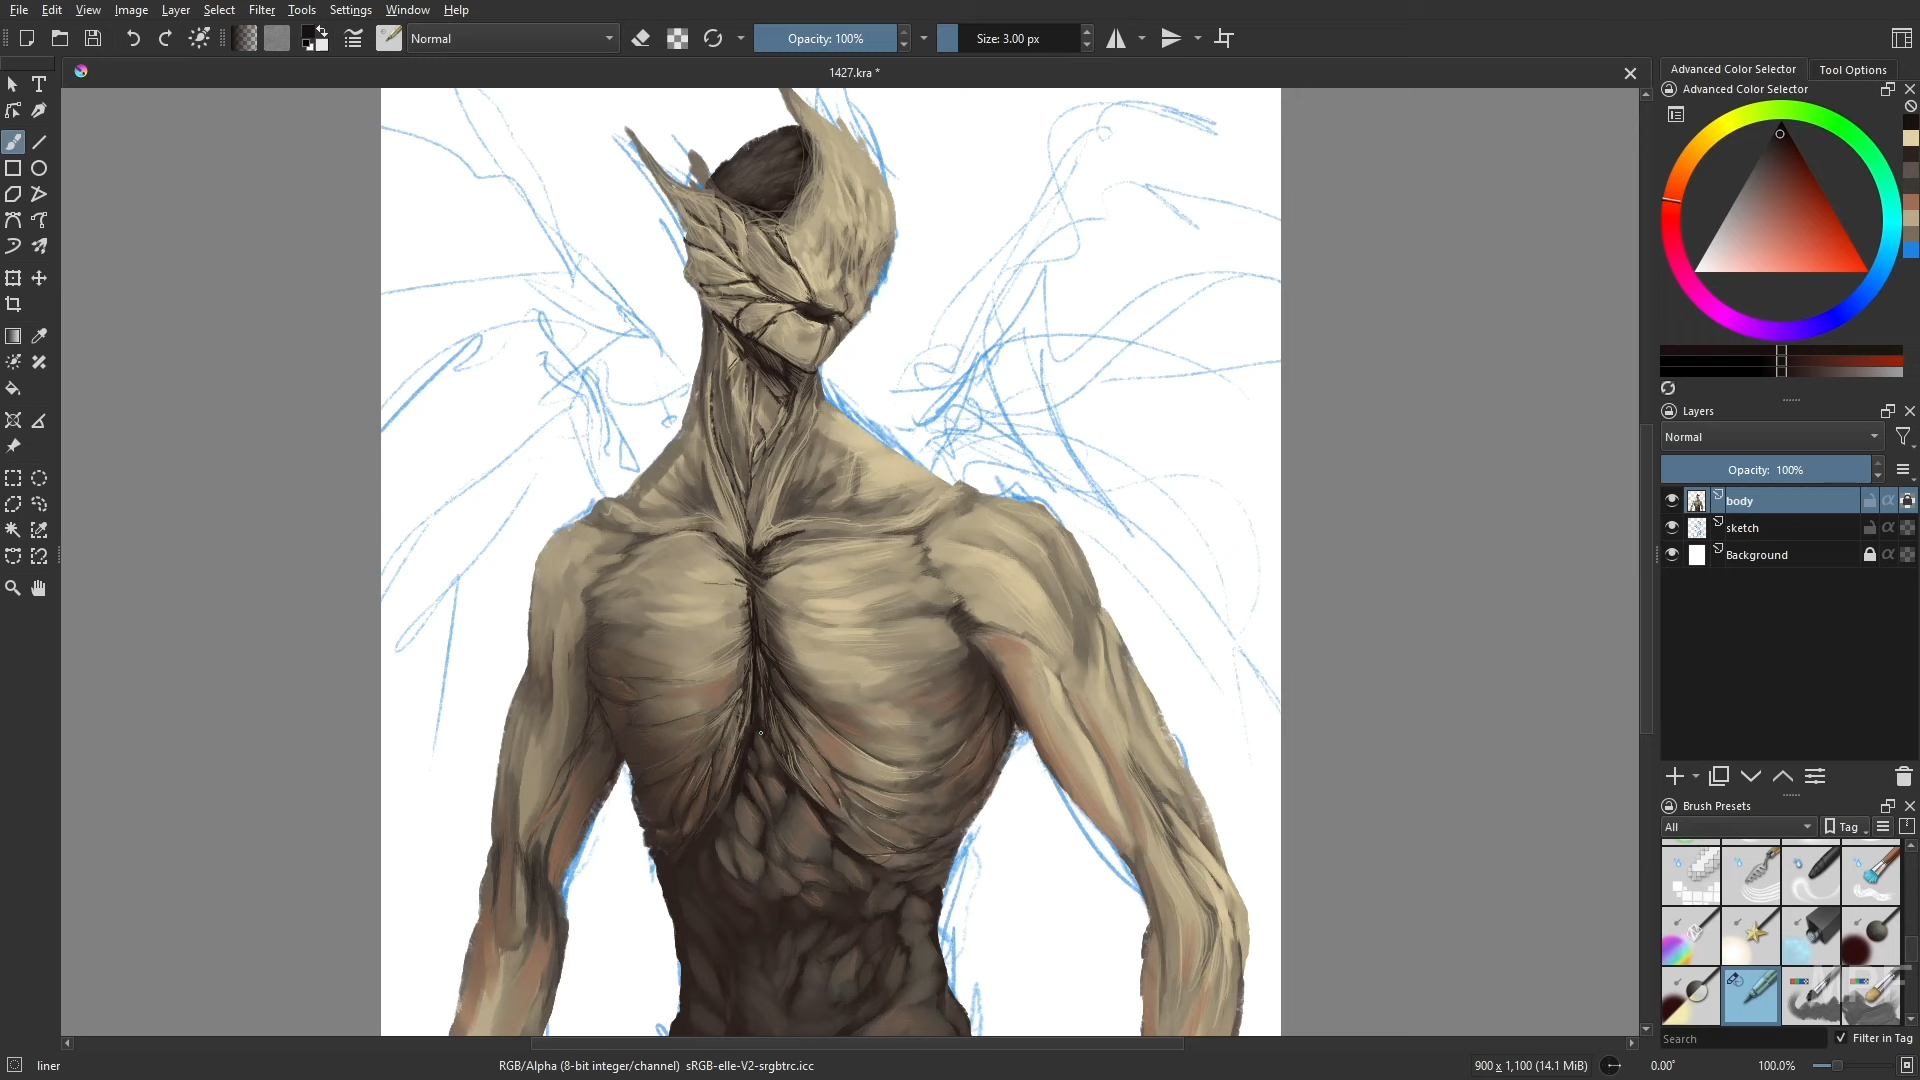 File Edit View Image Layer Select Filter Tools Settings Window Help
Normal
Opacity: 100%
Size: 3.00 px
1427.kra *
Advanced Color Selector
Tool Options
Advanced Color Selector
Layers
Normal
Opacity: 100%
body
sketch
Background
Brush Presets
All
Tag
Search
Filter in Tag
liner
RGB/Alpha (8-bit integer/channel) sRGB-elle-V2-srgbtrc.icc
900 x 1,100 (14.1 MiB)
0.00°
100.0%